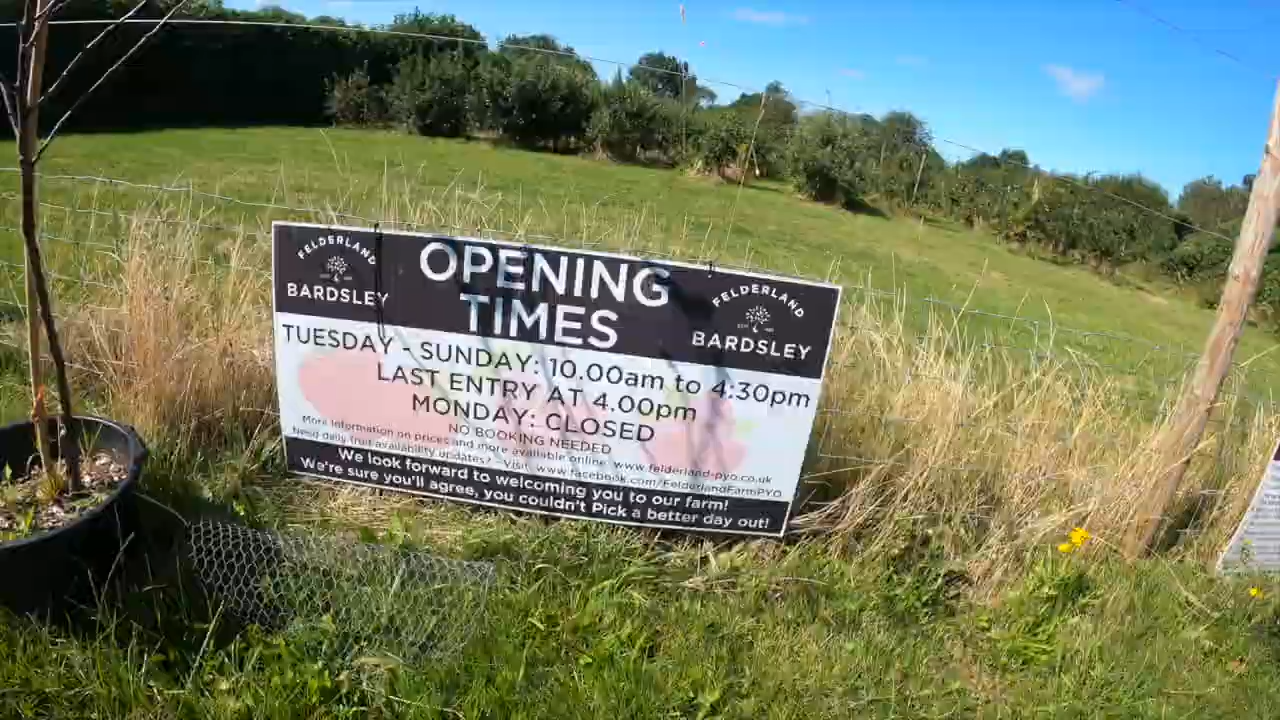 FELDERLAND
BARDSLEY
OPENING
TIMES
FELDERLAND
BARDSLEY
TUESDAY - SUNDAY: 10.00am to 4:30pm
LAST ENTRY AT 4.00pm
MONDAY: CLOSED
NO BOOKING NEEDED
More information on prices and more available online www.felderland-pyo.co.uk
Need daily fruit availability updates? - Visit www.facebook.com/FelderlandFarmPYO
We look forward to welcoming you to our farm!
We're sure you'll agree, you couldn't Pick a better day out!